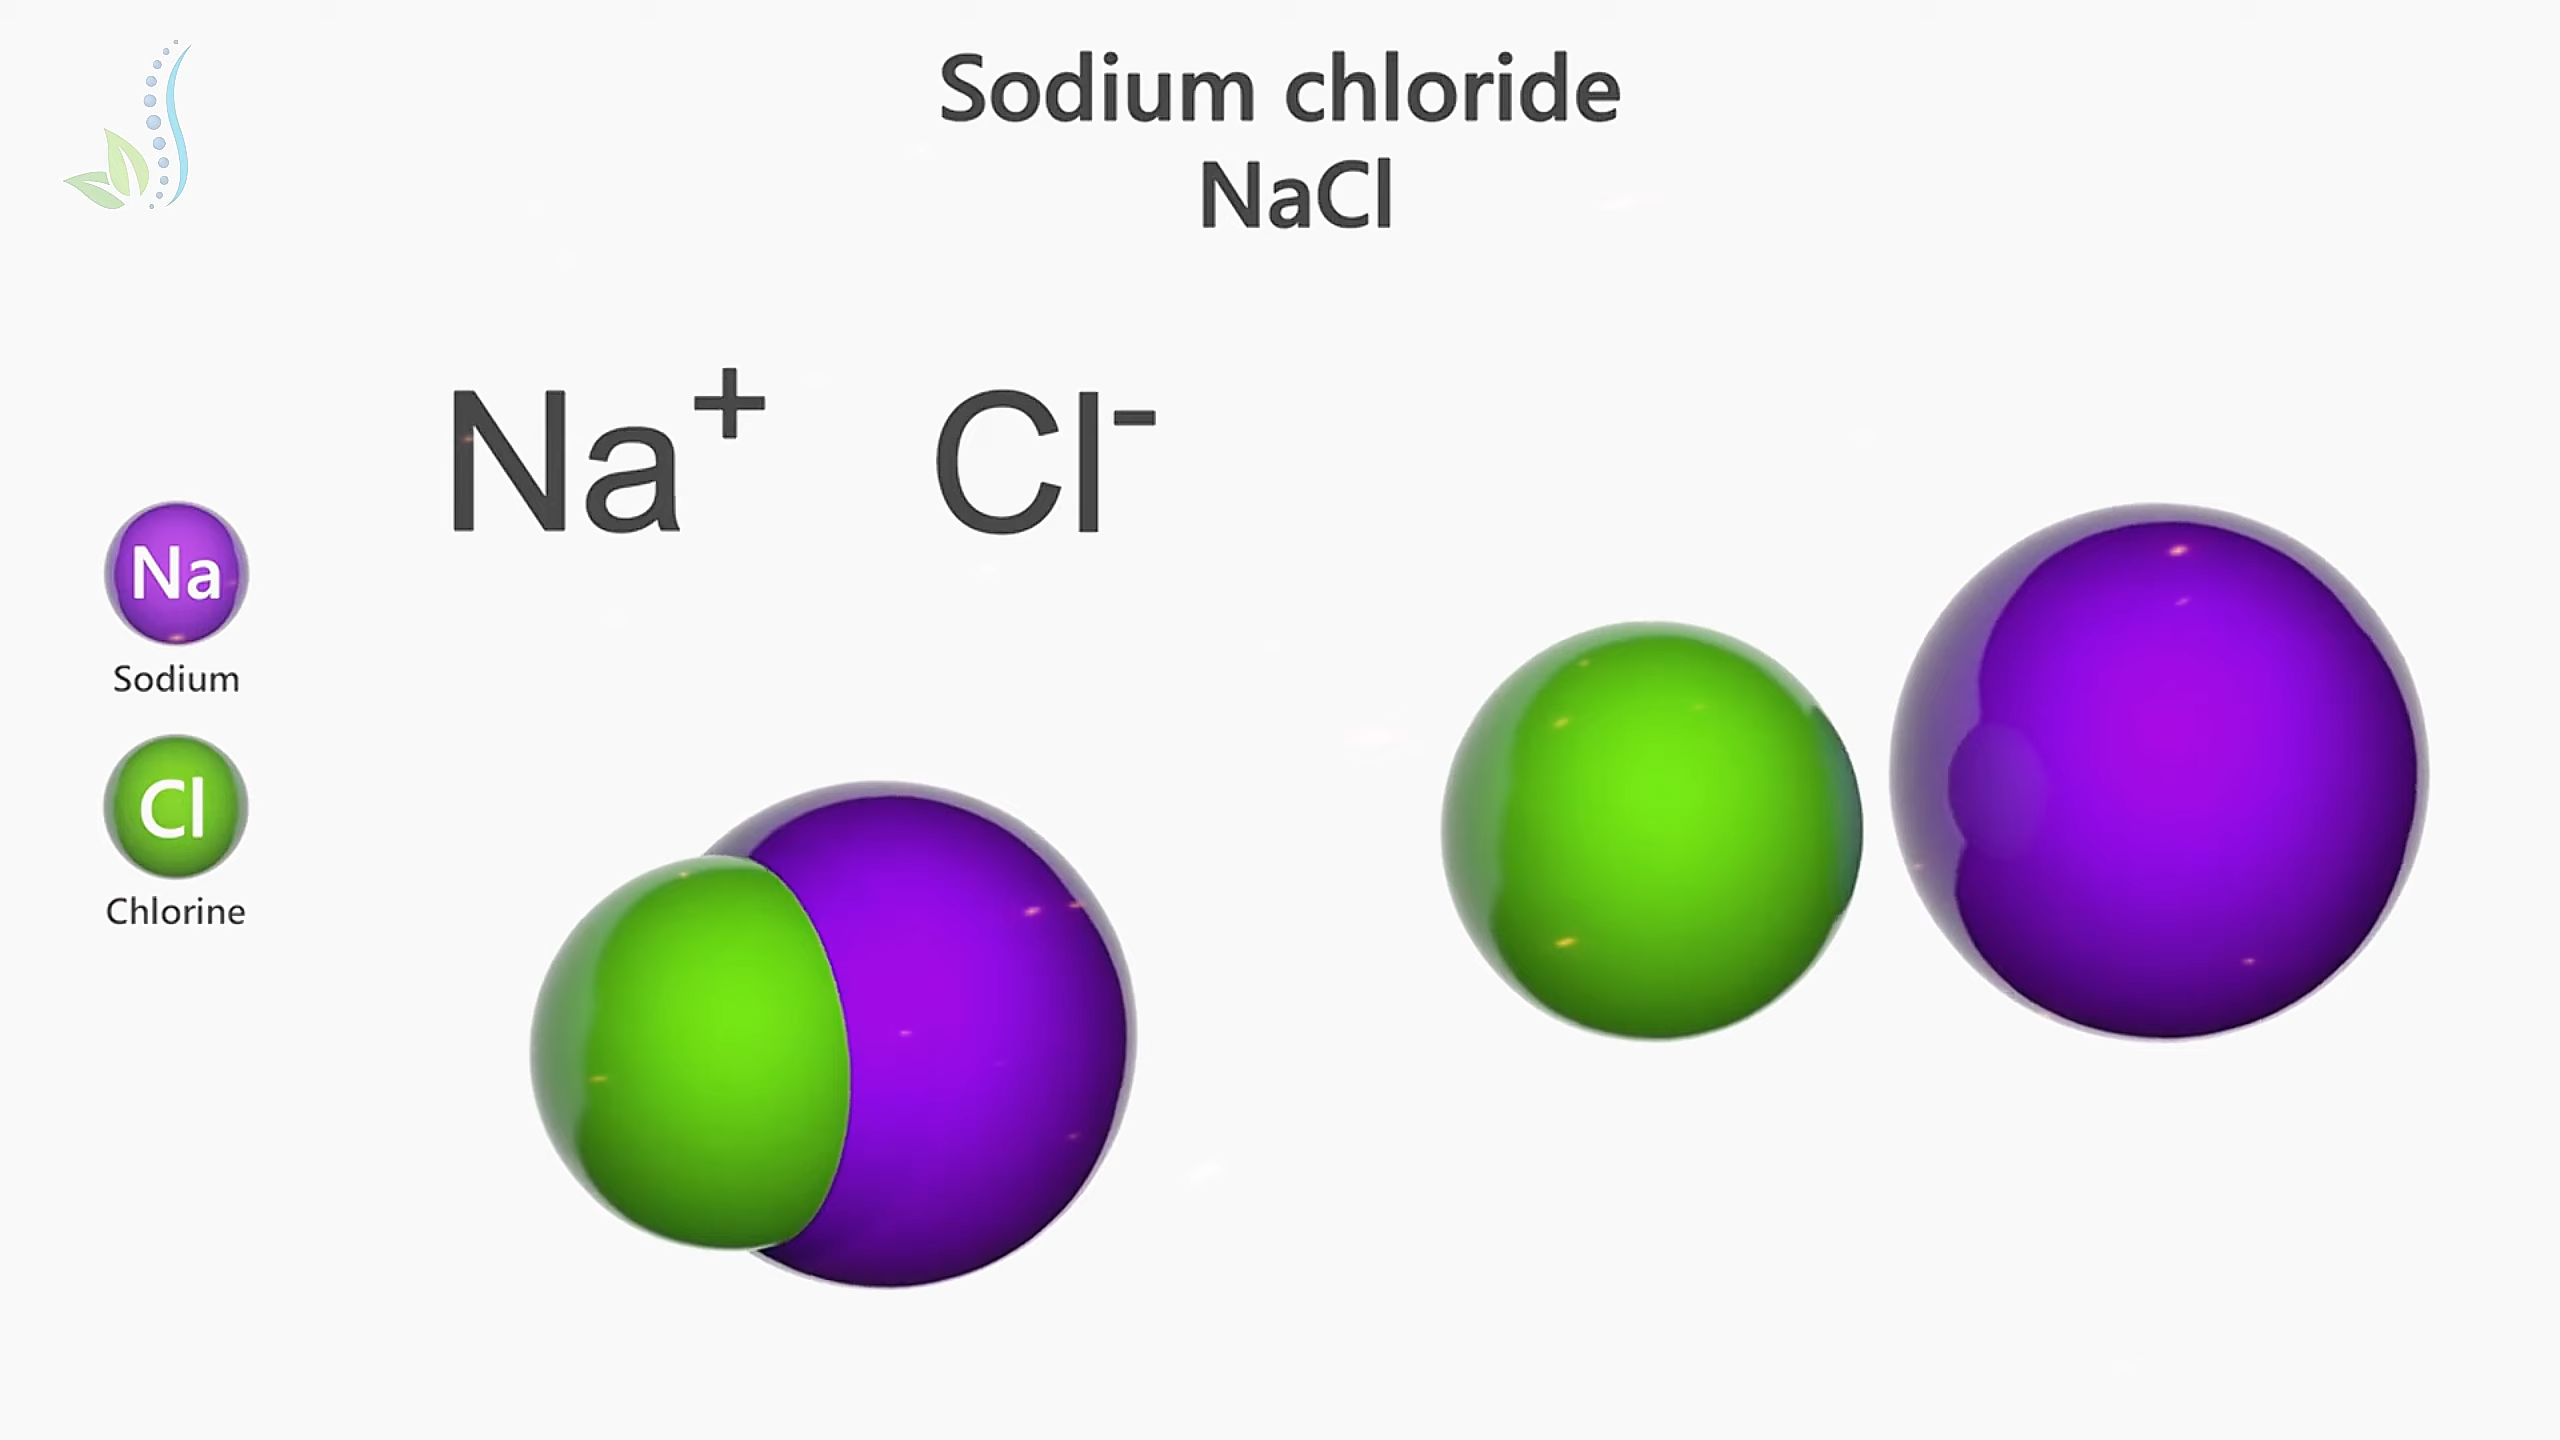 Sodium chloride
NaCl
Na⁺ Cl⁻
Na
Sodium
Cl
Chlorine